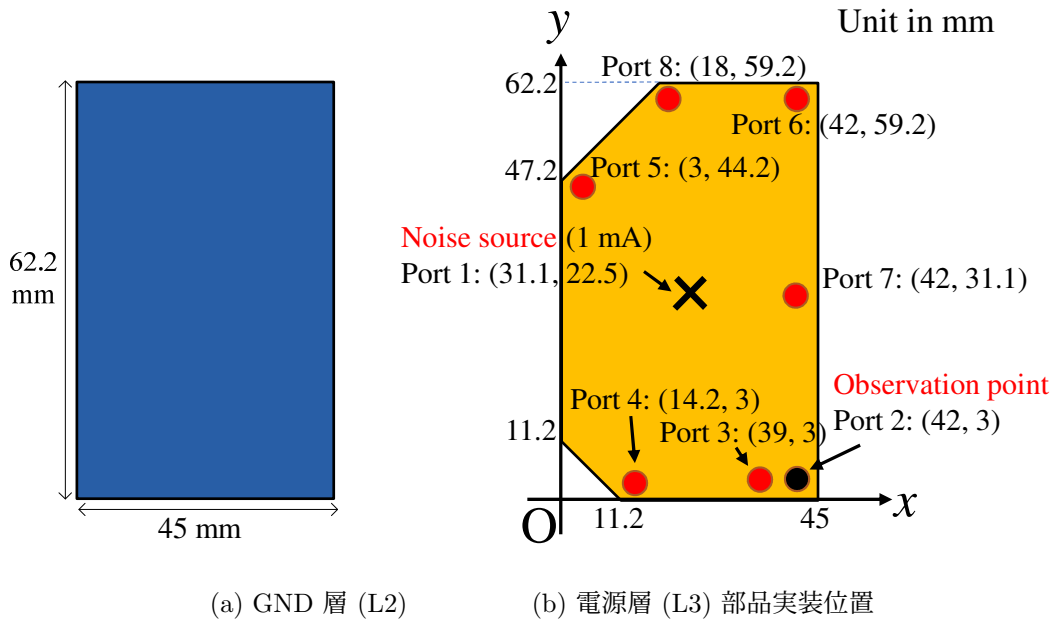 Unit in mm
y
Port 8: (18, 59.2)
62.2
Port 6: (42, 59.2)
47.2
Port 5: (3, 44.2)
Noise source (1 mA)
Port 1: (31.1, 22.5)
Port 7: (42, 31.1)
62.2
mm
Observation point
Port 4: (14.2, 3)
Port 2: (42, 3)
11.2
Port 3: (39, 3)
O
11.2
45
x
45 mm
(a) GND 層 (L2)
(b) 電源層 (L3) 部品実装位置